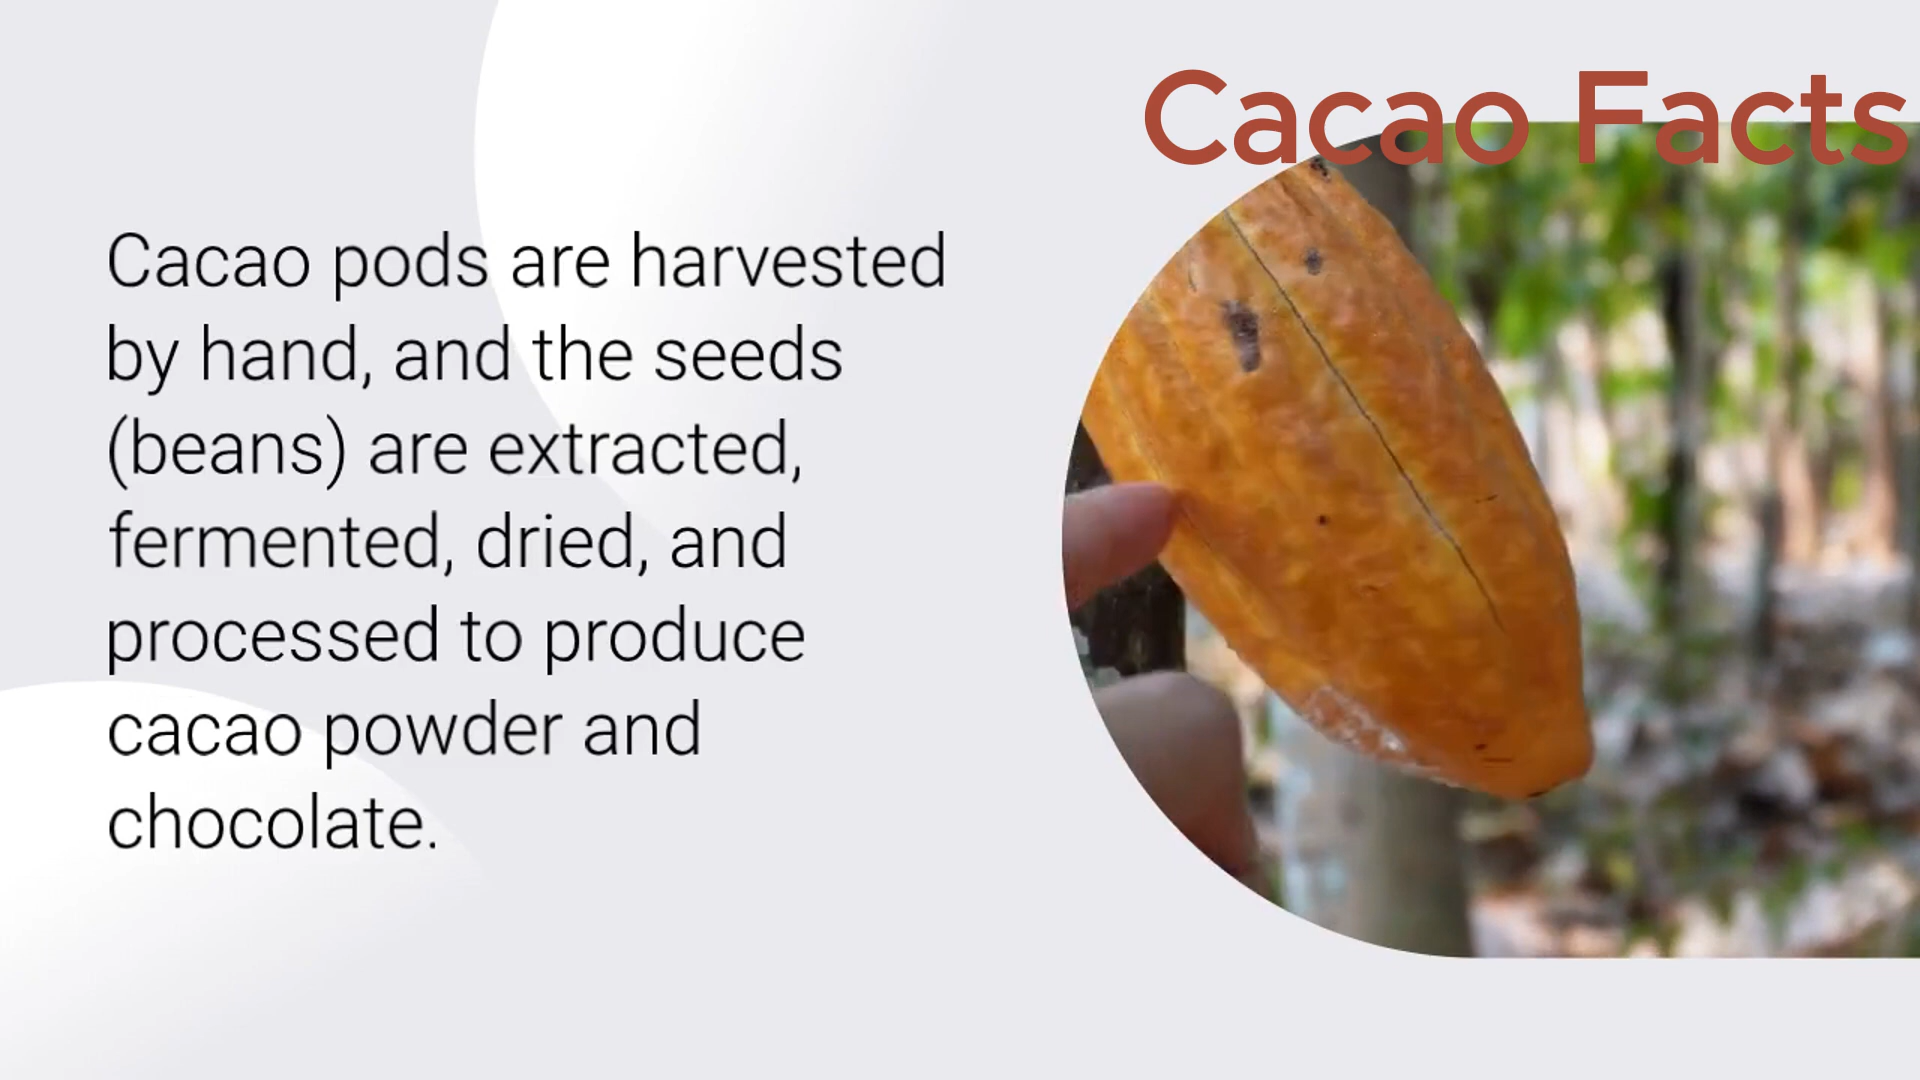 Cacao Facts
Cacao pods are harvested
by hand, and the seeds
(beans) are extracted,
fermented, dried, and
processed to produce
cacao powder and
chocolate.